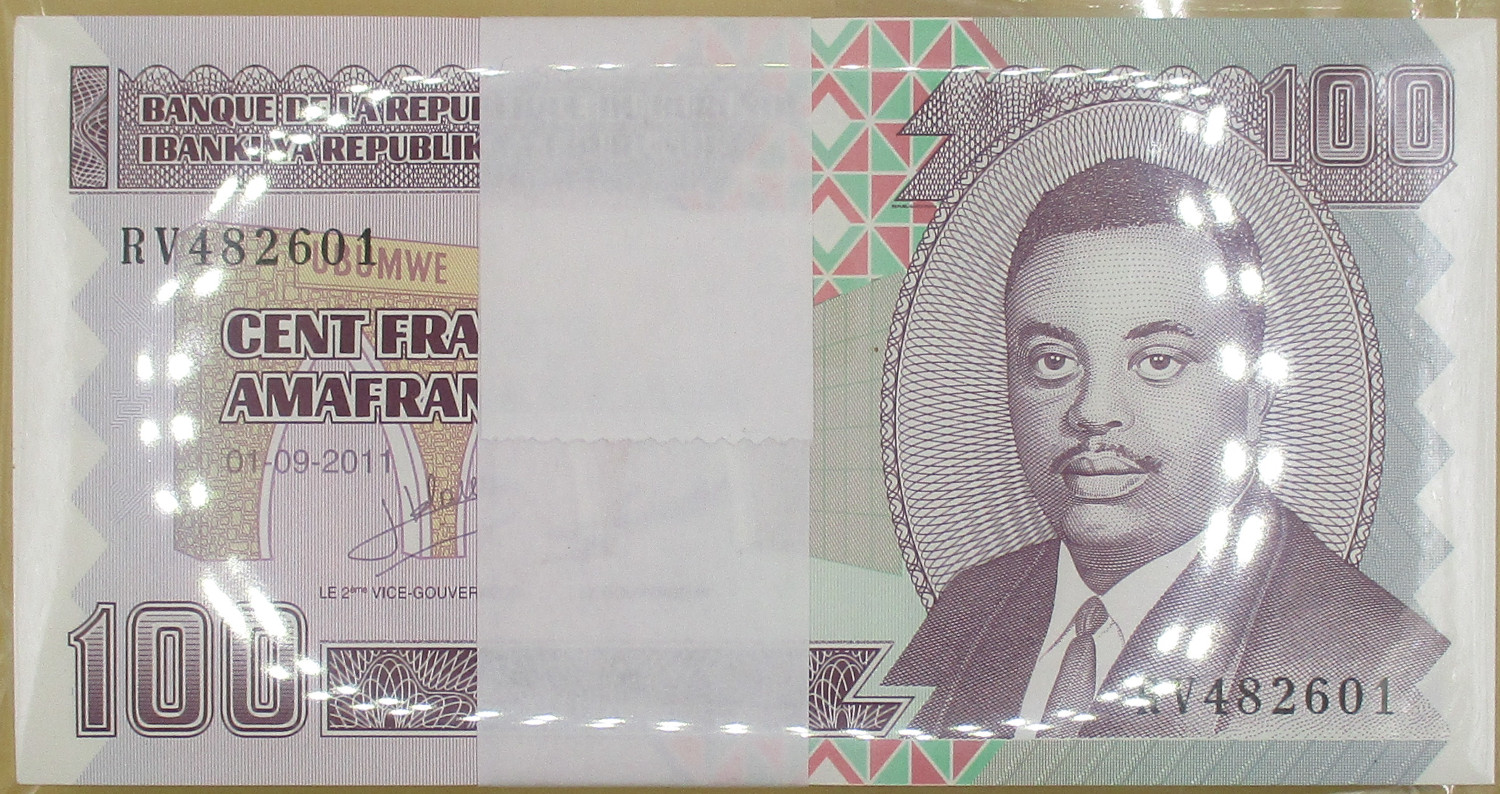 BANQUE DE LA REPU
IBANKI YA REPUBLIK
100
RV482601
UBUMWE
CENT FRA
AMAFRAN
01-09-2011
LE 2ème VICE-GOUVER
100
RV482601